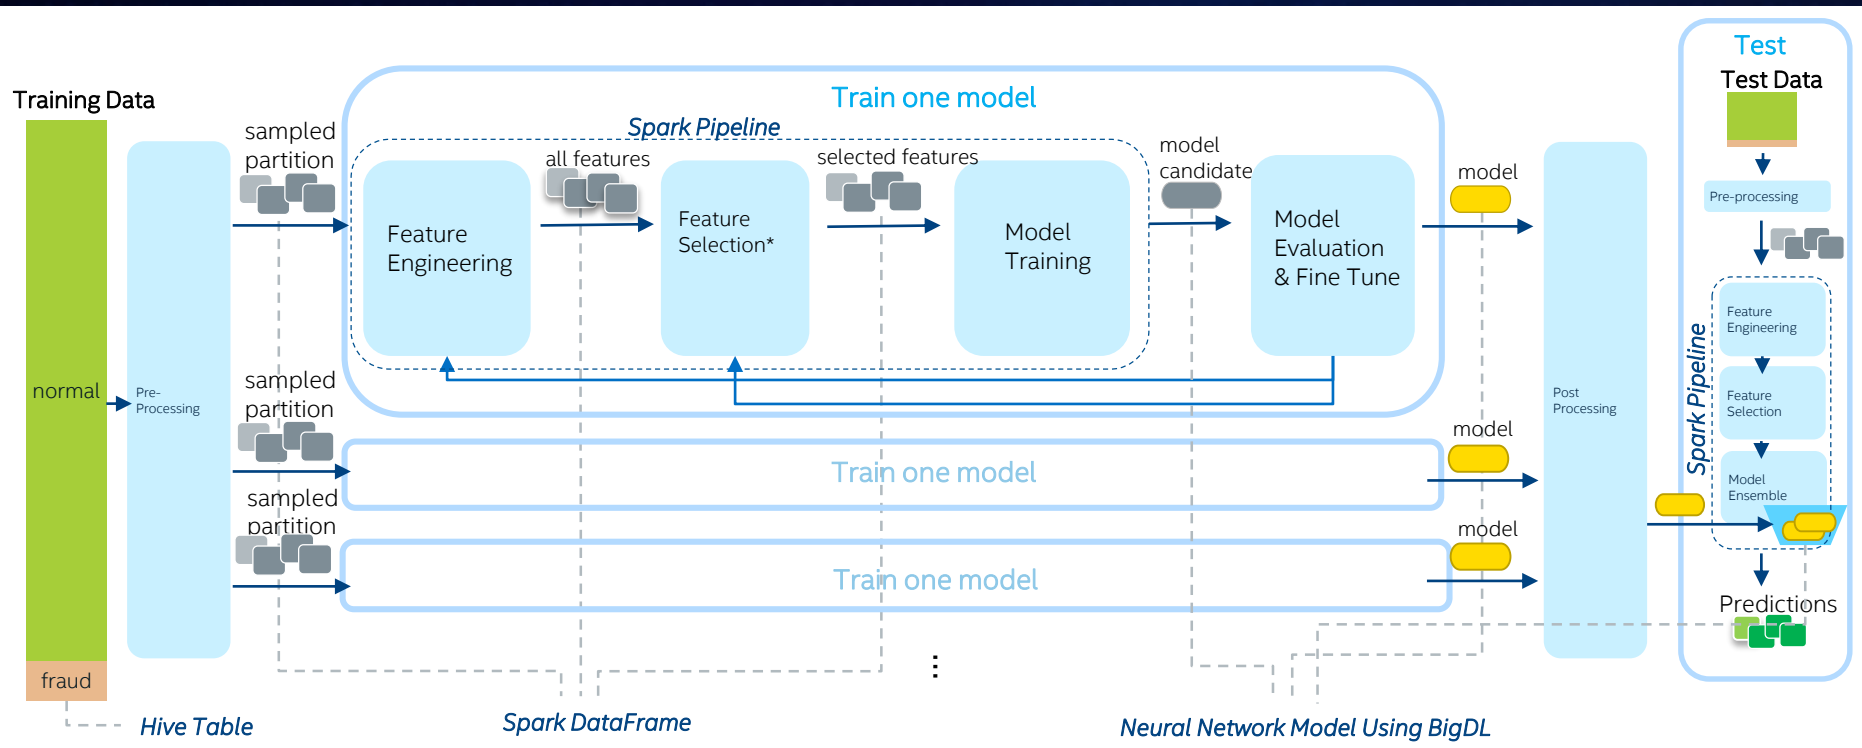 Training Data
normal
fraud
Hive Table
Pre-
Processing
sampled
partition
sampled
partition
sampled
partition
Train one model
Spark Pipeline
Feature
Engineering
all features
Feature
Selection*
selected features
Model
Training
model
candidate
Model
Evaluation
& Fine Tune
model
Train one model
model
Train one model
model
⋮
Spark DataFrame
Neural Network Model Using BigDL
Post
Processing
Test
Test Data
Pre-processing
Spark Pipeline
Feature
Engineering
Feature
Selection
Model
Ensemble
Predictions